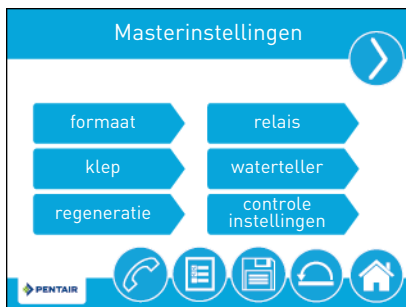 Masterinstellingen
formaat
relais
klep
waterteller
regeneratie
controle
instellingen
PENTAIR